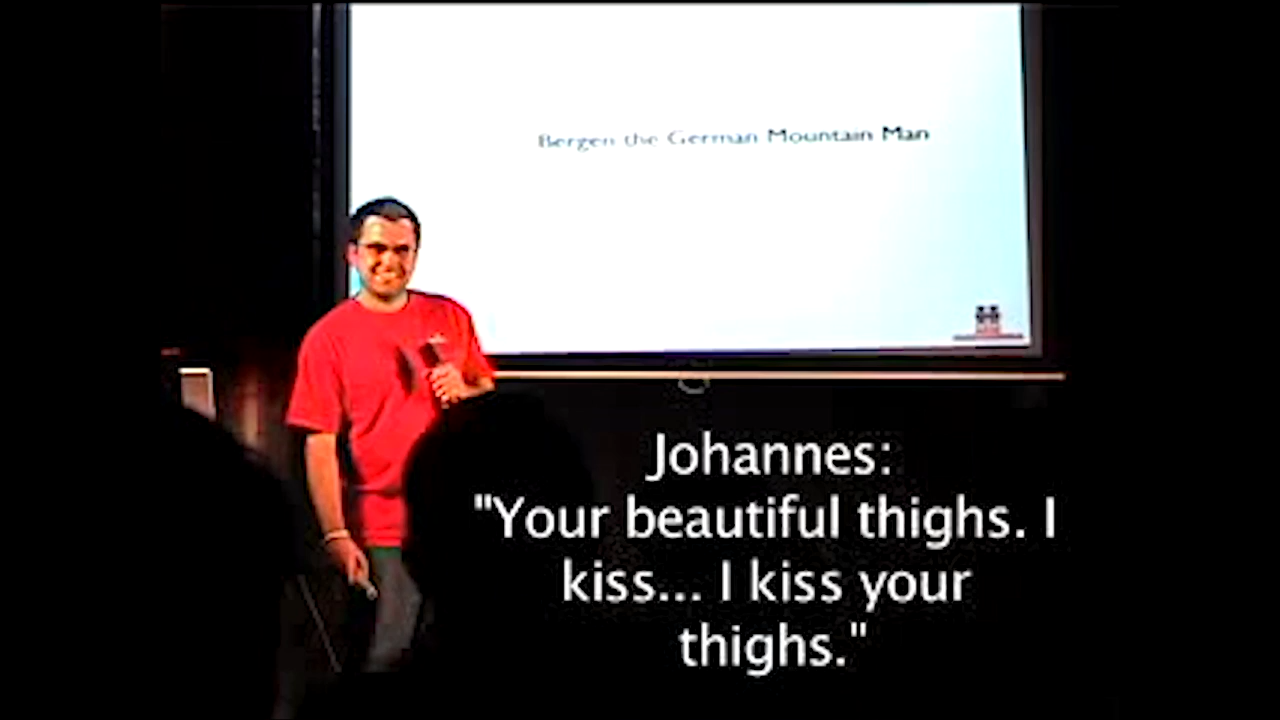 Bergen the German Mountain Man
Johannes:
"Your beautiful thighs. I
kiss... I kiss your
thighs."